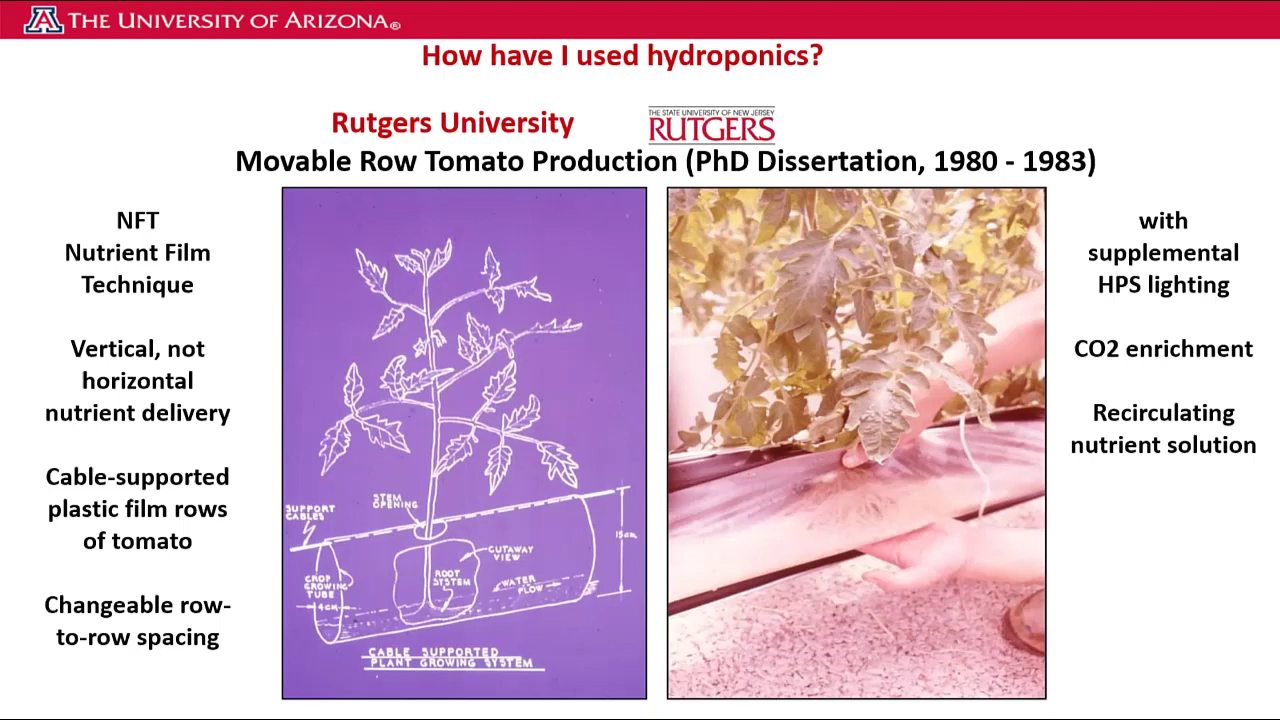 THE UNIVERSITY OF ARIZONA®
How have I used hydroponics?
Rutgers University
THE STATE UNIVERSITY OF NEW JERSEY
RUTGERS
Movable Row Tomato Production (PhD Dissertation, 1980 - 1983)
NFT
Nutrient Film
Technique
Vertical, not
horizontal
nutrient delivery
Cable-supported
plastic film rows
of tomato
Changeable row-
to-row spacing
SUPPORT
CABLES
STEM
OPENING
CUTAWAY
VIEW
15cm
CROP
GROWING
TUBE
ROOT
SYSTEM
WATER
FLOW
4cm
CABLE SUPPORTED
PLANT GROWING SYSTEM
with
supplemental
HPS lighting
CO2 enrichment
Recirculating
nutrient solution